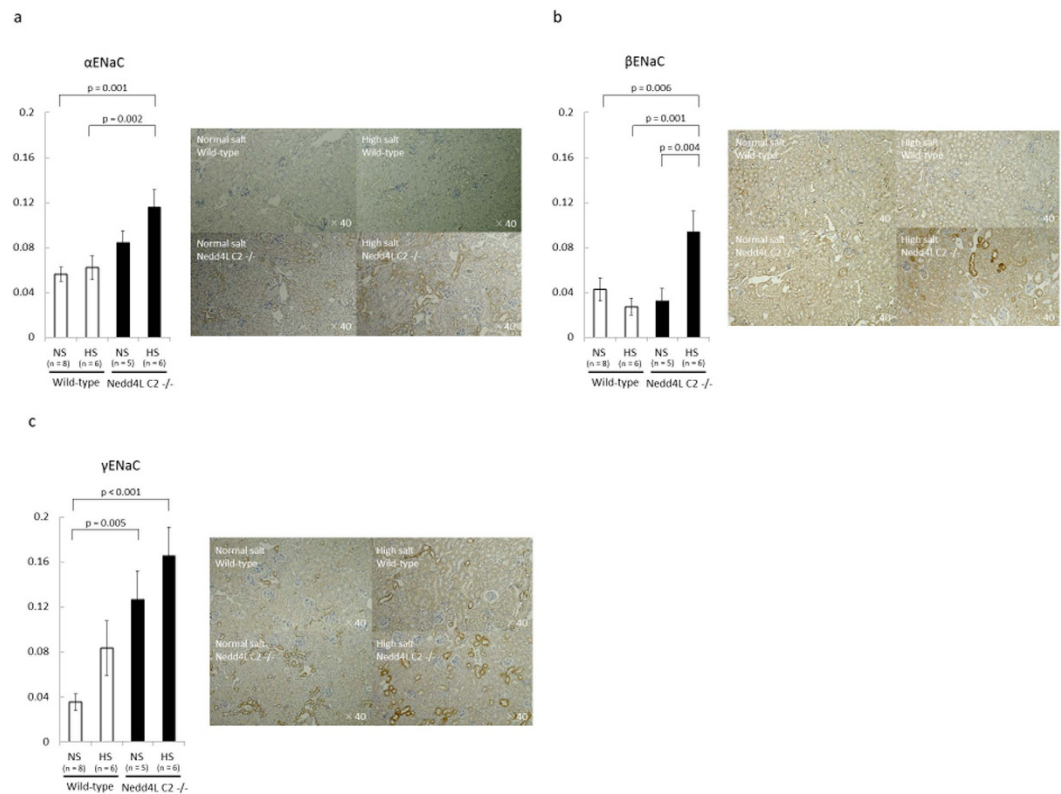 a
αENaC
p = 0.001
p = 0.002
0.2
0.16
0.12
0.08
0.04
0
NS HS NS HS
(n = 8) (n = 6) (n = 5) (n = 6)
Wild-type Nedd4L C2 -/-
Normal salt
Wild-type
× 40
High salt
Wild-type
× 40
Normal salt
Nedd4L C2 -/-
× 40
High salt
Nedd4L C2 -/-
× 40
b
βENaC
p = 0.006
p = 0.001
p = 0.004
0.2
0.16
0.12
0.08
0.04
0
NS HS NS HS
(n = 8) (n = 6) (n = 5) (n = 6)
Wild-type Nedd4L C2 -/-
Normal salt
Wild-type
40
High salt
Wild-type
40
Normal salt
Nedd4L C2 -/-
40
High salt
Nedd4L C2 -/-
40
c
γENaC
p < 0.001
p = 0.005
0.2
0.16
0.12
0.08
0.04
0
NS HS NS HS
(n = 8) (n = 6) (n = 5) (n = 6)
Wild-type Nedd4L C2 -/-
Normal salt
Wild-type
× 40
High salt
Wild-type
× 40
Normal salt
Nedd4L C2 -/-
× 40
High salt
Nedd4L C2 -/-
× 40